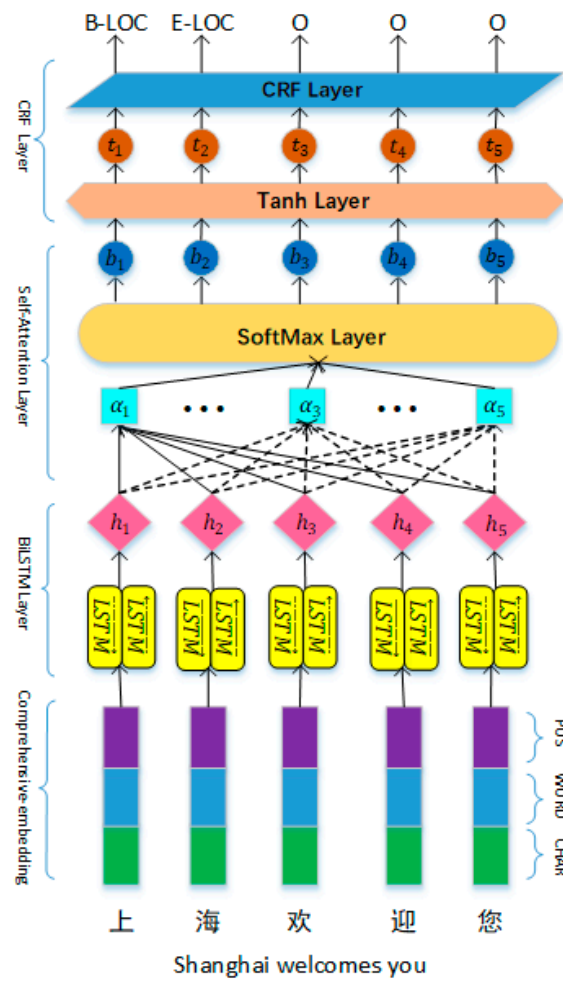 B-LOC E-LOC O O O
CRF Layer
CRF Layer
t₁ t₂ t₃ t₄ t₅
Tanh Layer
b₁ b₂ b₃ b₄ b₅
Self-Attention Layer
SoftMax Layer
α₁ ••• α₃ ••• α₅
h₁ h₂ h₃ h₄ h₅
BiLSTM Layer
LSTM LSTM LSTM LSTM LSTM LSTM LSTM LSTM LSTM LSTM
Comprehensive-embedding
POS
WORD
CHAR
上 海 欢 迎 您
Shanghai welcomes you